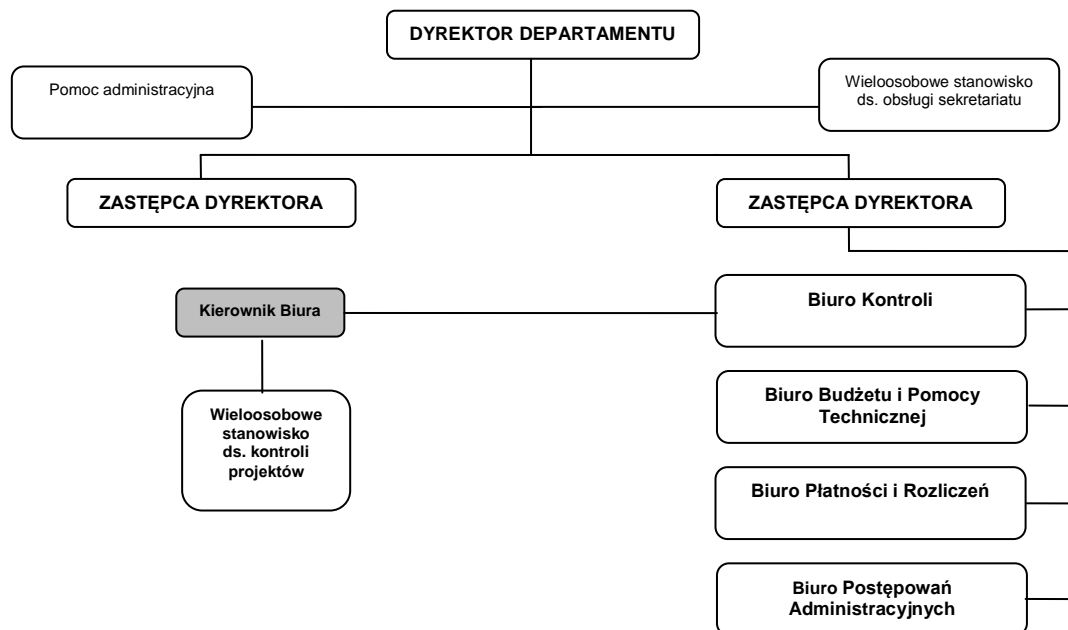 DYREKTOR DEPARTAMENTU
Pomoc administracyjna
Wieloosobowe stanowisko
ds. obsługi sekretariatu
ZASTĘPCA DYREKTORA
ZASTĘPCA DYREKTORA
Kierownik Biura
Biuro Kontroli
Wieloosobowe
stanowisko
ds. kontroli
projektów
Biuro Budżetu i Pomocy
Technicznej
Biuro Płatności i Rozliczeń
Biuro Postępowań
Administracyjnych